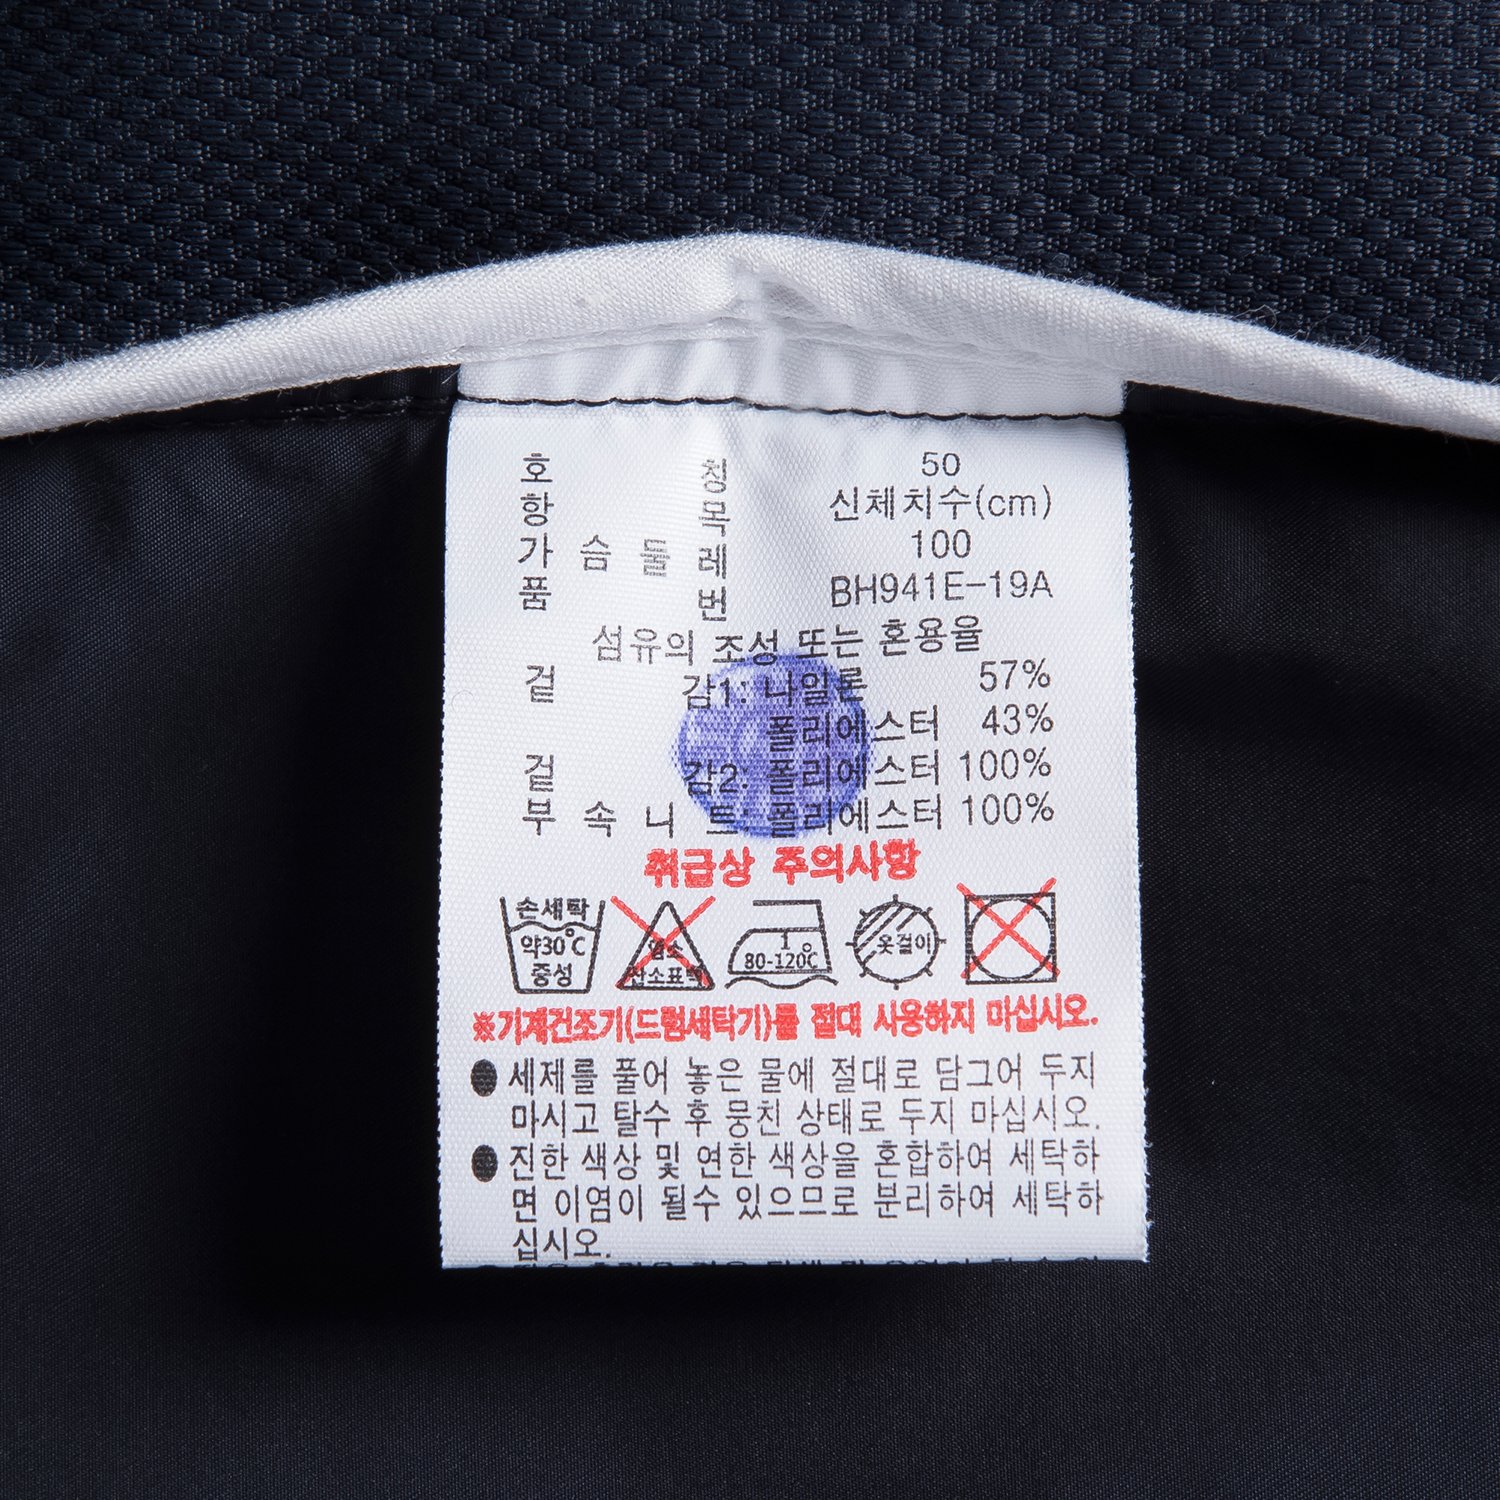 호 칭 50
항 목 신체치수(cm)
가 슴 둘 레 100
품 번 BH941E-19A
섬유의 조성 또는 혼용율
겉 감1: 나일론 57%
폴리에스터 43%
겉 감2: 폴리에스터 100%
부 속 니 트: 폴리에스터 100%
취급상 주의사항
손세탁
약30℃
중성
염소
산소표백
1
80-120℃
옷걸이
※기계건조기(드럼세탁기)를 절대 사용하지 마십시오.
● 세제를 풀어 놓은 물에 절대로 담그어 두지
마시고 탈수 후 뭉친 상태로 두지 마십시오.
● 진한 색상 및 연한 색상을 혼합하여 세탁하
면 이염이 될수 있으므로 분리하여 세탁하
십시오.